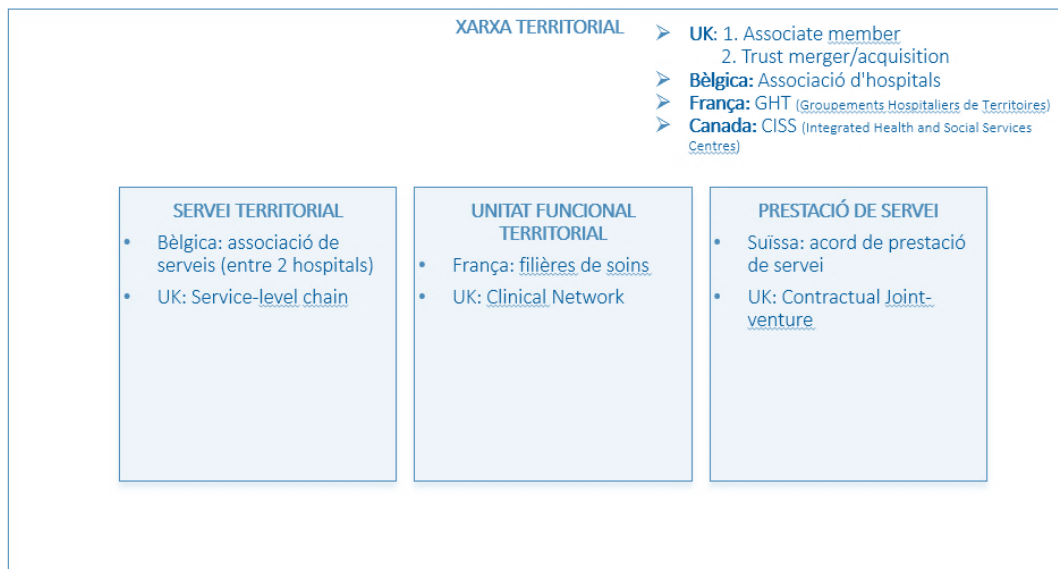 XARXA TERRITORIAL
➢ UK: 1. Associate member
2. Trust merger/acquisition
➢ Bèlgica: Associació d'hospitals
➢ França: GHT (Groupements Hospitaliers de Territoires)
➢ Canada: CISS (Integrated Health and Social Services
Centres)
SERVEI TERRITORIAL
• Bèlgica: associació de
serveis (entre 2 hospitals)
• UK: Service-level chain
UNITAT FUNCIONAL
TERRITORIAL
• França: filières de soins
• UK: Clinical Network
PRESTACIÓ DE SERVEI
• Suïssa: acord de prestació
de servei
• UK: Contractual Joint-
venture